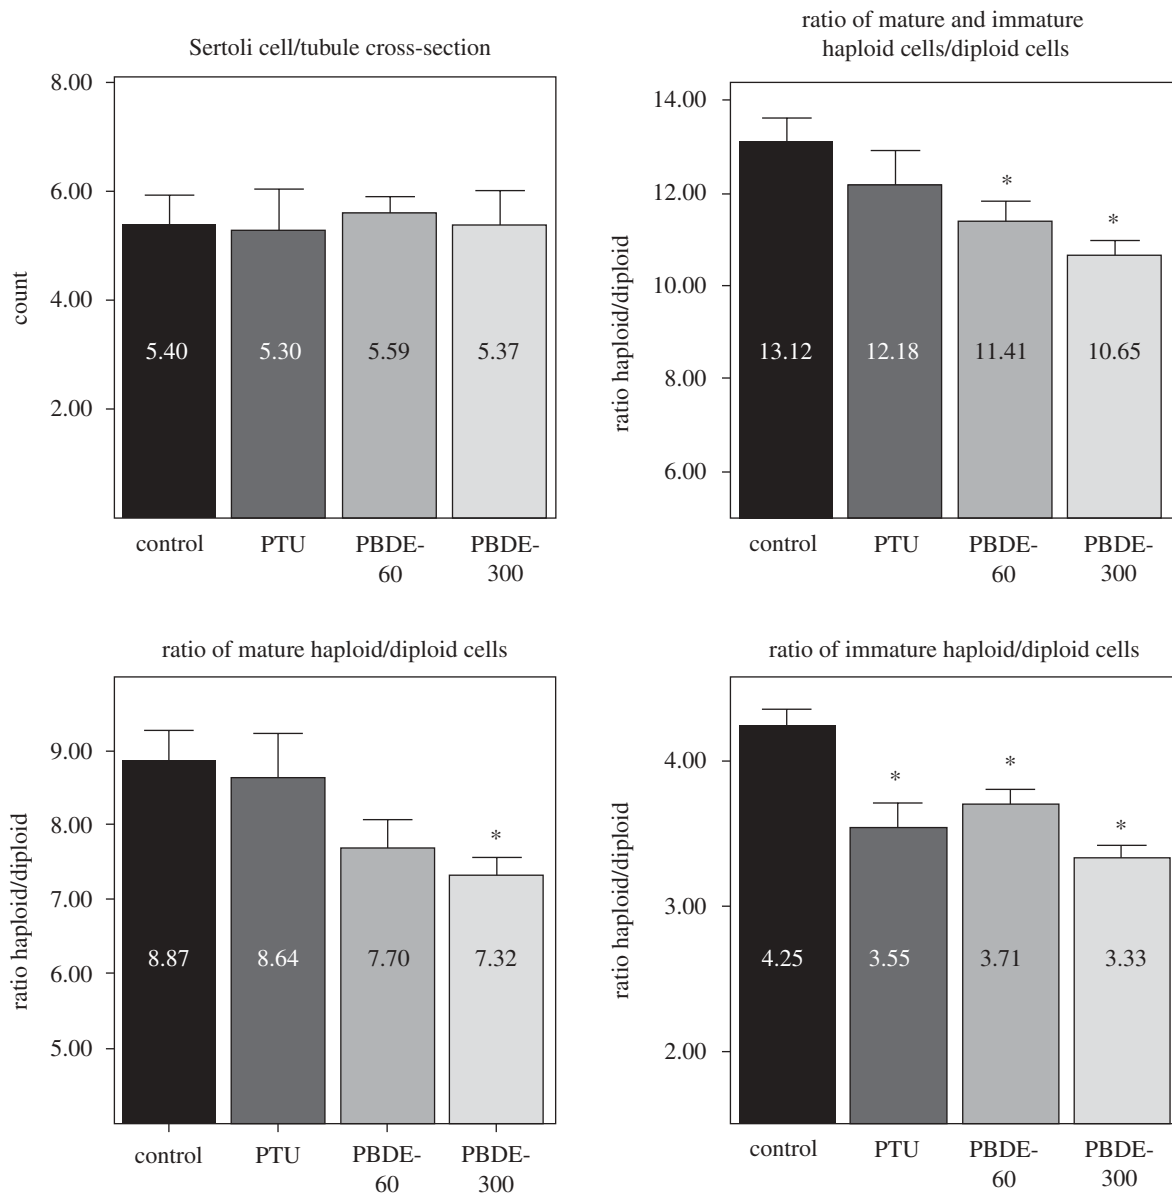 Sertoli cell/tubule cross-section
8.00
6.00
4.00
2.00
count
5.40
5.30
5.59
5.37
control
PTU
PBDE-
60
PBDE-
300
ratio of mature and immature
haploid cells/diploid cells
14.00
12.00
10.00
8.00
6.00
ratio haploid/diploid
*
*
13.12
12.18
11.41
10.65
control
PTU
PBDE-
60
PBDE-
300
ratio of mature haploid/diploid cells
9.00
8.00
7.00
6.00
5.00
ratio haploid/diploid
*
8.87
8.64
7.70
7.32
control
PTU
PBDE-
60
PBDE-
300
ratio of immature haploid/diploid cells
4.00
3.00
2.00
ratio haploid/diploid
*
*
*
4.25
3.55
3.71
3.33
control
PTU
PBDE-
60
PBDE-
300